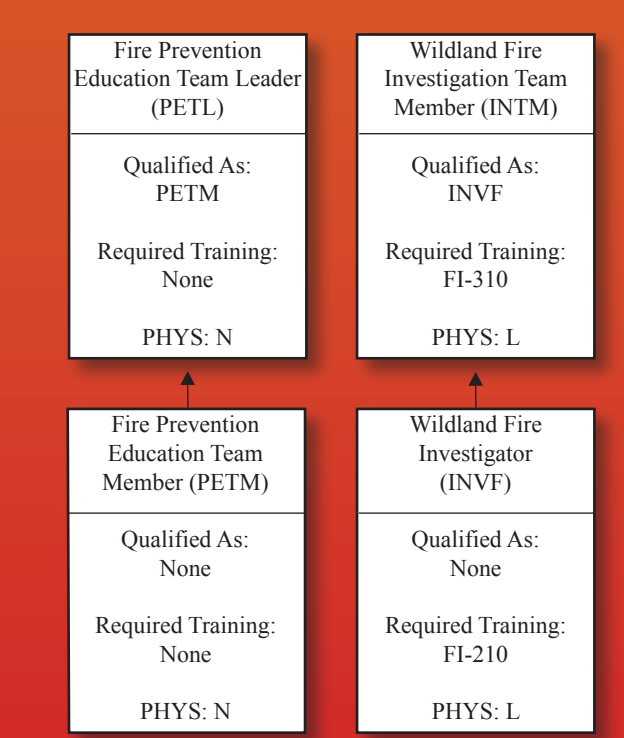 Fire Prevention
Education Team Leader
(PETL)
Qualified As:
PETM
Required Training:
None
PHYS: N
Wildland Fire
Investigation Team
Member (INTM)
Qualified As:
INVF
Required Training:
FI-310
PHYS: L
Fire Prevention
Education Team
Member (PETM)
Qualified As:
None
Required Training:
None
PHYS: N
Wildland Fire
Investigator
(INVF)
Qualified As:
None
Required Training:
FI-210
PHYS: L